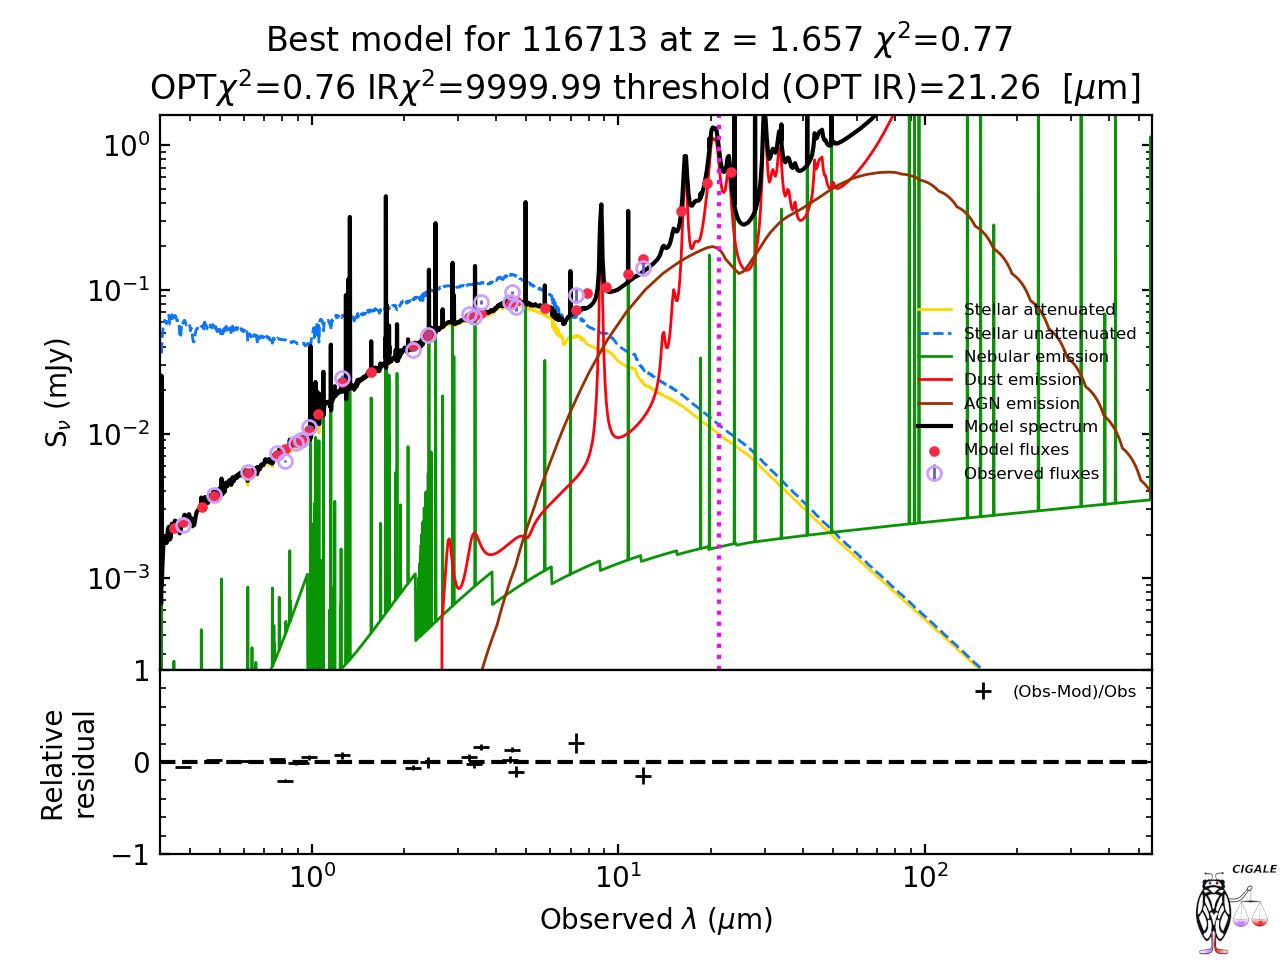 Best model for 116713 at z = 1.657 χ²=0.77
OPTχ²=0.76 IRχ²=9999.99 threshold (OPT IR)=21.26 [μm]
10⁰
10⁻¹
10⁻²
10⁻³
S_ν (mJy)
Stellar attenuated
Stellar unattenuated
Nebular emission
Dust emission
AGN emission
Model spectrum
Model fluxes
Observed fluxes
1
0
−1
Relative
residual
(Obs-Mod)/Obs
10⁰
10¹
10²
Observed λ (μm)
CIGALE